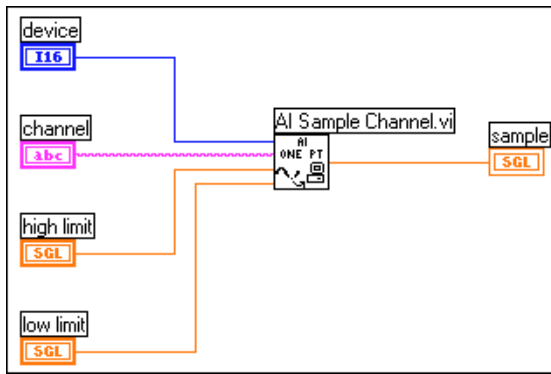 device
I16
channel
abc
high limit
SGL
low limit
SGL
AI Sample Channel.vi
AI
ONE PT
sample
SGL